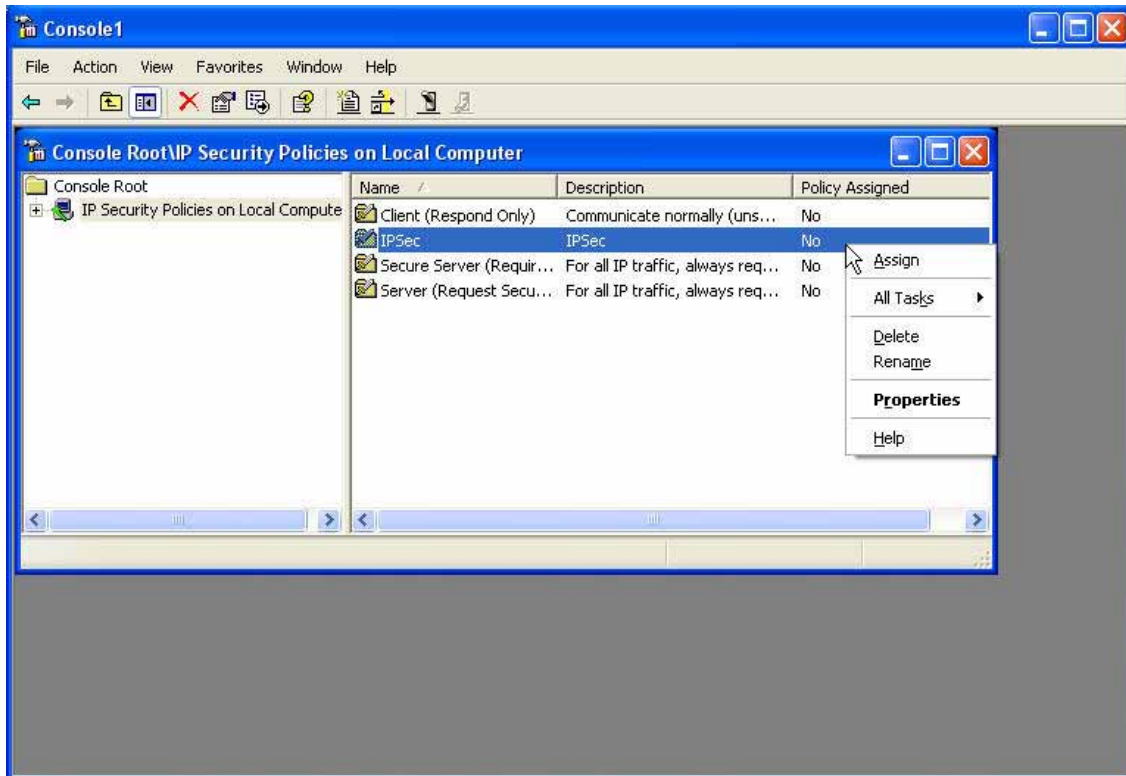 Console1
File Action View Favorites Window Help
Console Root\IP Security Policies on Local Computer
Console Root
IP Security Policies on Local Compute
Name Description Policy Assigned
Client (Respond Only) Communicate normally (uns... No
IPSec IPSec No
Secure Server (Requir... For all IP traffic, always req... No
Server (Request Secu... For all IP traffic, always req... No
Assign
All Tasks
Delete
Rename
Properties
Help